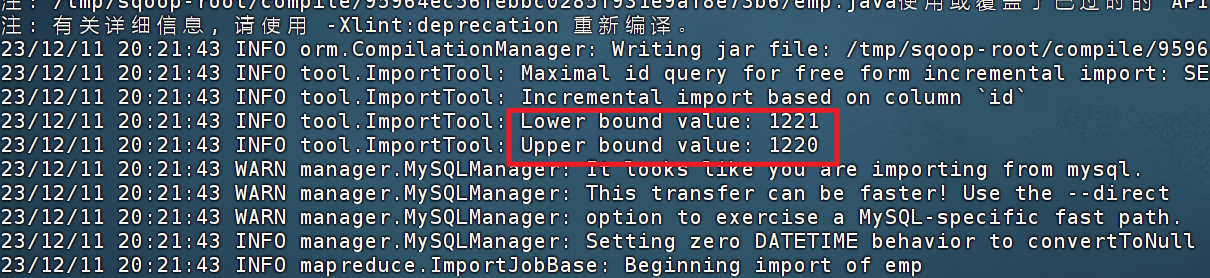 注: /tmp/sqoop-root/compile/95964ec56febbc0285f931e9af8e73b6/emp.java使用或覆盖了已过时的 API
注: 有关详细信息, 请使用 -Xlint:deprecation 重新编译。
23/12/11 20:21:43 INFO orm.CompilationManager: Writing jar file: /tmp/sqoop-root/compile/9596
23/12/11 20:21:43 INFO tool.ImportTool: Maximal id query for free form incremental import: SE
23/12/11 20:21:43 INFO tool.ImportTool: Incremental import based on column `id`
23/12/11 20:21:43 INFO tool.ImportTool: Lower bound value: 1221
23/12/11 20:21:43 INFO tool.ImportTool: Upper bound value: 1220
23/12/11 20:21:43 WARN manager.MySQLManager: It looks like you are importing from mysql.
23/12/11 20:21:43 WARN manager.MySQLManager: This transfer can be faster! Use the --direct
23/12/11 20:21:43 WARN manager.MySQLManager: option to exercise a MySQL-specific fast path.
23/12/11 20:21:43 INFO manager.MySQLManager: Setting zero DATETIME behavior to convertToNull
23/12/11 20:21:43 INFO mapreduce.ImportJobBase: Beginning import of emp